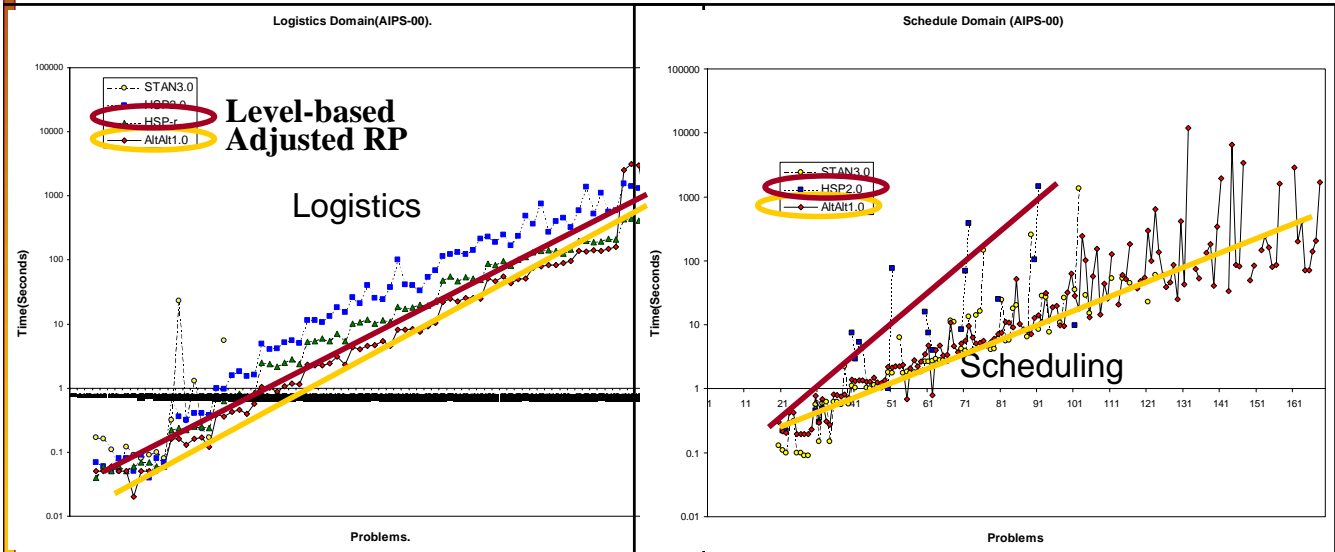 Logistics Domain(AIPS-00).
100000
10000
1000
100
10
1
0.1
0.01
Time(Seconds)
STAN3.0
HSP2.0
HSP-r
AltAlt1.0
Level-based
Adjusted RP
Logistics
Problems.
Schedule Domain (AIPS-00)
100000
10000
1000
100
10
1
0.1
0.01
Time(Seconds)
STAN3.0
HSP2.0
AltAlt1.0
Scheduling
1 11 21 31 41 51 61 71 81 91 101 111 121 131 141 151 161
Problems